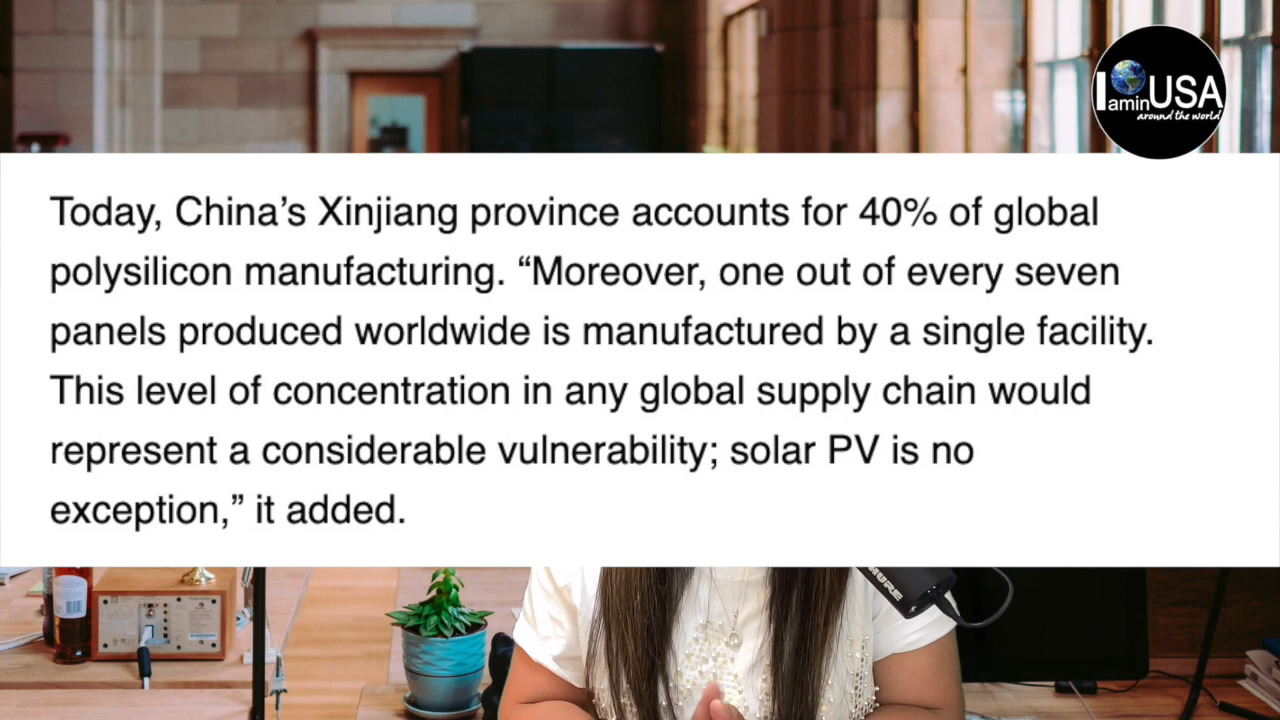 IaminUSA
around the world
Today, China’s Xinjiang province accounts for 40% of global
polysilicon manufacturing. “Moreover, one out of every seven
panels produced worldwide is manufactured by a single facility.
This level of concentration in any global supply chain would
represent a considerable vulnerability; solar PV is no
exception,” it added.